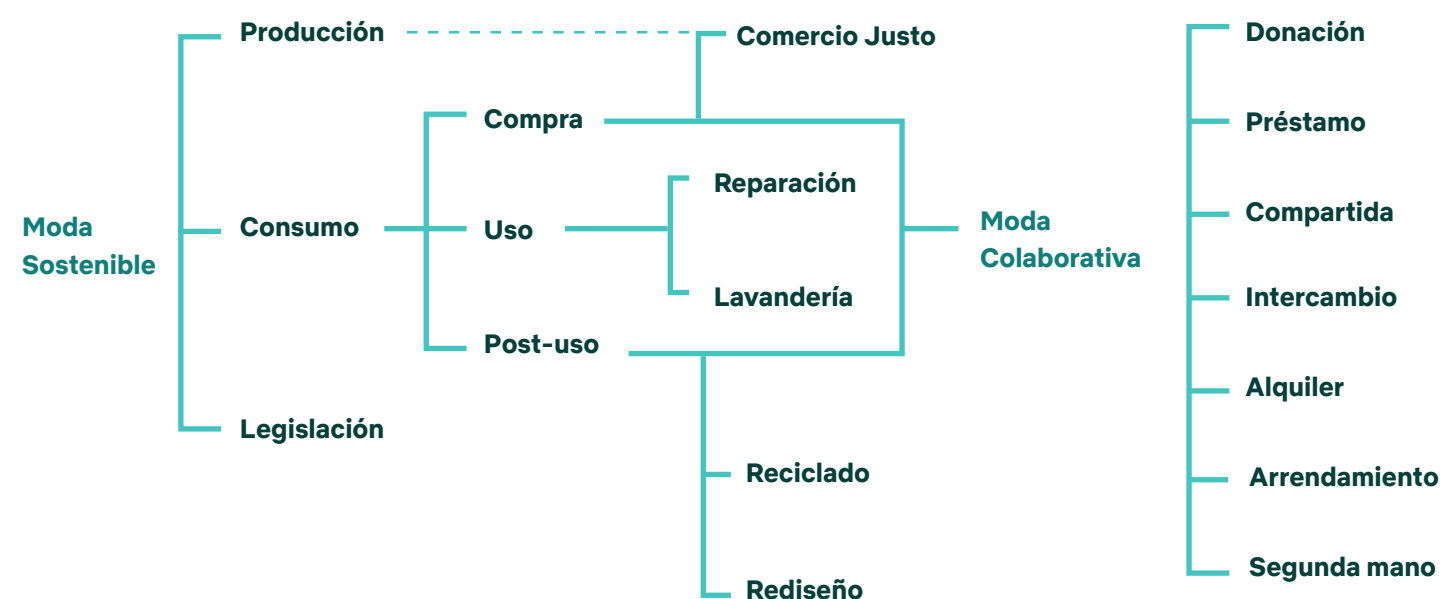 Producción
Comercio Justo
Donación
Compra
Préstamo
Reparación
Compartida
Moda
Sostenible
Consumo
Uso
Moda
Colaborativa
Lavandería
Intercambio
Post-uso
Alquiler
Legislación
Reciclado
Arrendamiento
Rediseño
Segunda mano